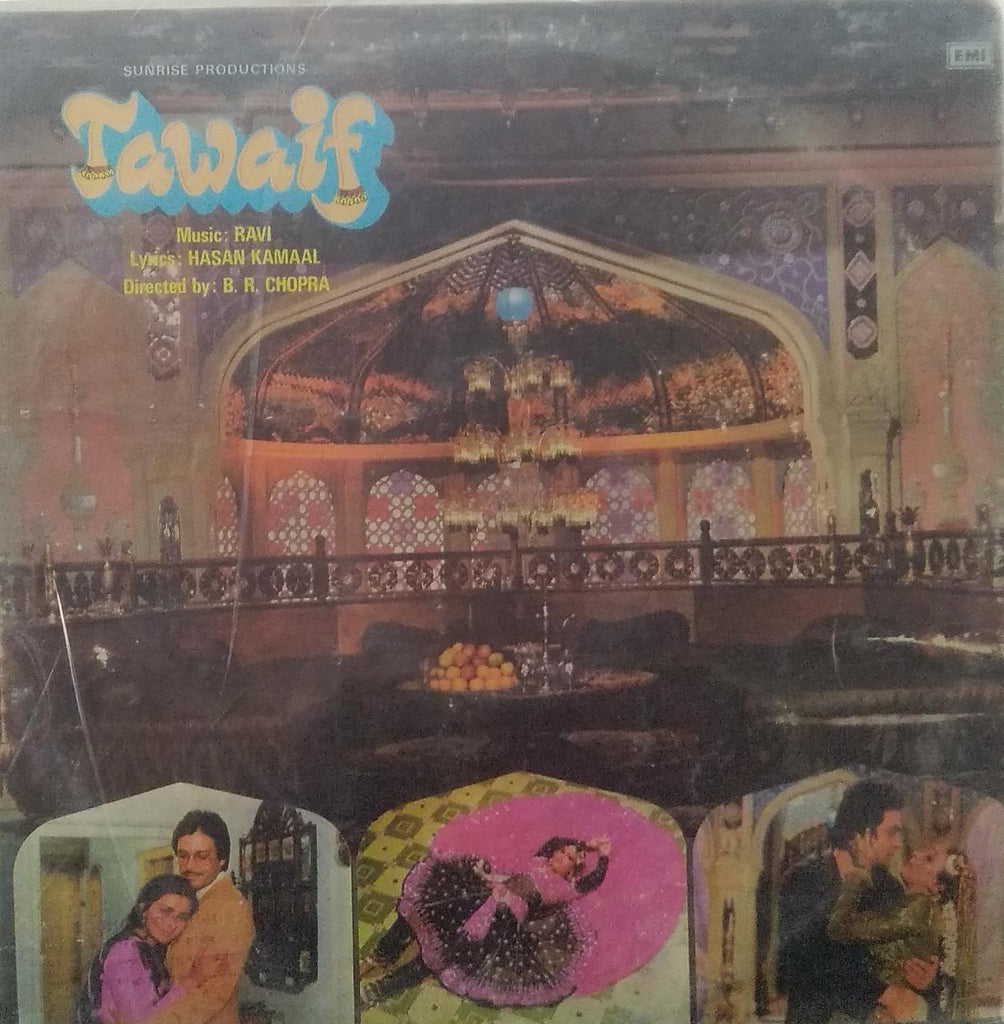 SUNRISE PRODUCTIONS
EMI
Tawaif
Music: RAVI
Lyrics: HASAN KAMAAL
Directed by: B. R. CHOPRA